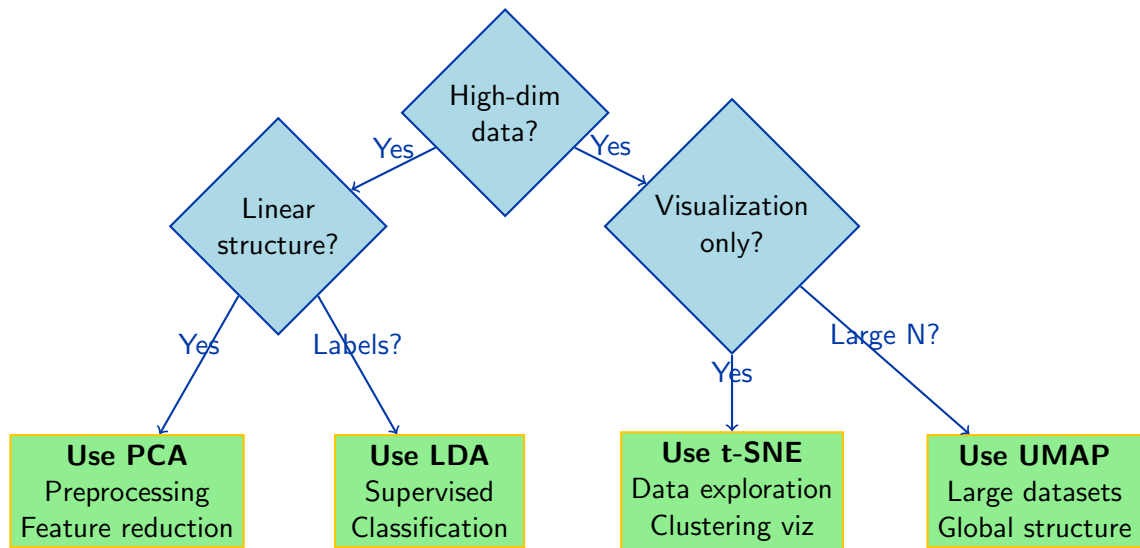 High-dim
data?
Yes
Yes
Linear
structure?
Visualization
only?
Yes
Labels?
Yes
Large N?
Use PCA
Preprocessing
Feature reduction
Use LDA
Supervised
Classification
Use t-SNE
Data exploration
Clustering viz
Use UMAP
Large datasets
Global structure